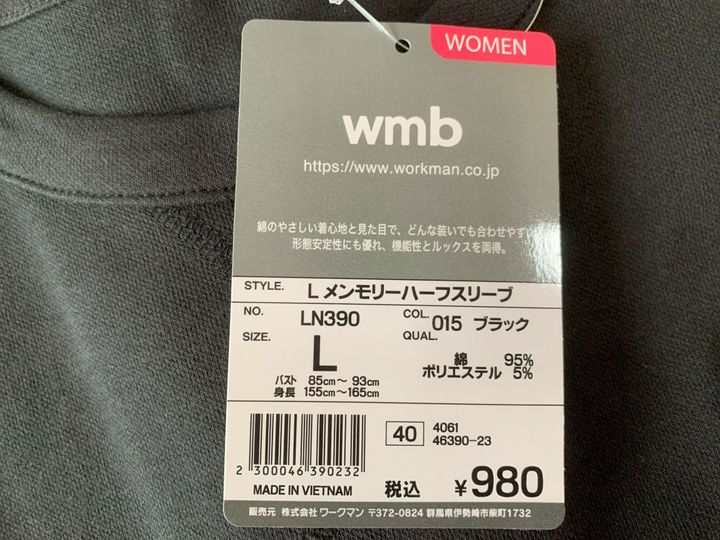 WOMEN
wmb
https://www.workman.co.jp
綿のやさしい着心地と見た目で、どんな装いでも合わせやすい
形態安定性にも優れ、機能性とルックスを両得。
STYLE. L メンモリーハーフスリーブ
NO. LN390
COL. 015 ブラック
SIZE. L
QUAL.
綿 95%
ポリエステル 5%
バスト 85cm～ 93cm
身長 155cm～165cm
40
4061
46390-23
2 300046 390232
MADE IN VIETNAM
税込 ¥980
販売元 株式会社 ワークマン 〒372-0824 群馬県伊勢崎市柴町1732